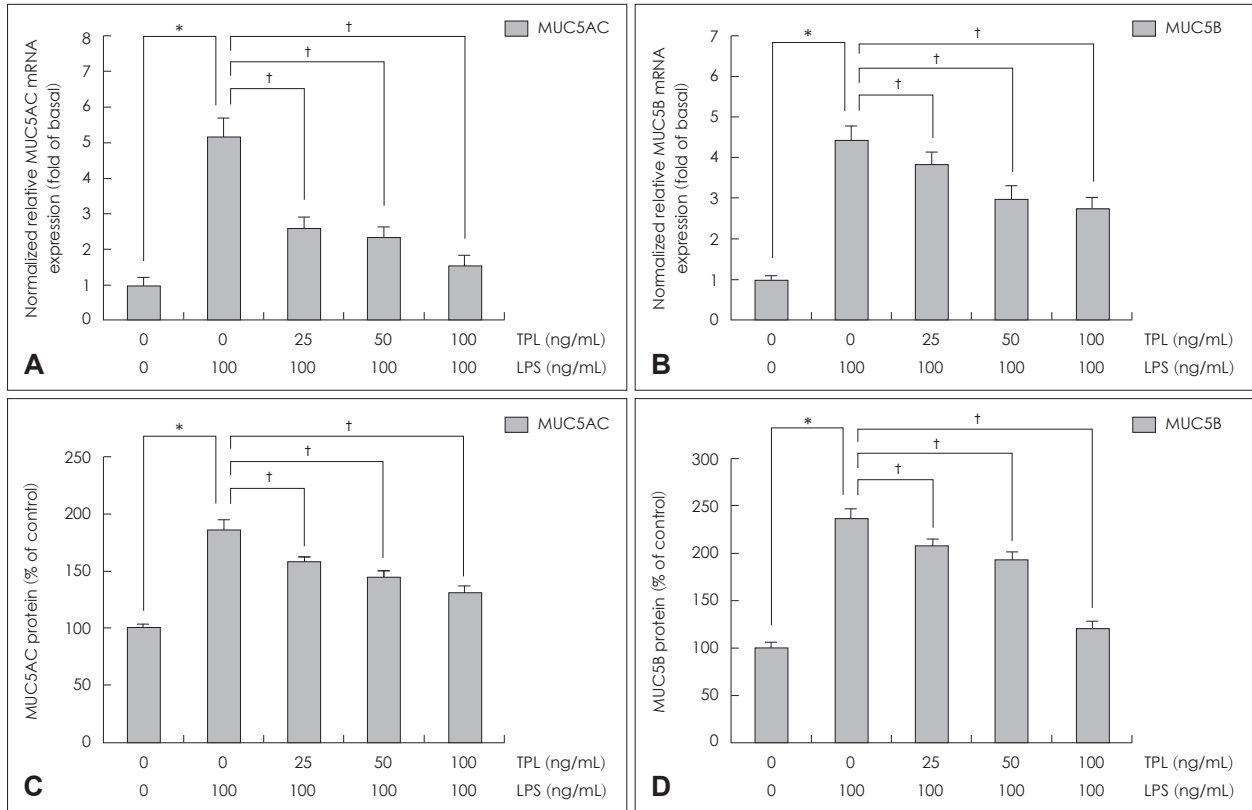 MUC5AC
Normalized relative MUC5AC mRNA
expression (fold of basal)
8
7
6
5
4
3
2
1
0
*
†
†
†
0 0 25 50 100 TPL (ng/mL)
0 100 100 100 100 LPS (ng/mL)
A
MUC5B
Normalized relative MUC5B mRNA
expression (fold of basal)
7
6
5
4
3
2
1
0
*
†
†
†
0 0 25 50 100 TPL (ng/mL)
0 100 100 100 100 LPS (ng/mL)
B
MUC5AC
MUC5AC protein (% of control)
250
200
150
100
50
0
*
†
†
†
0 0 25 50 100 TPL (ng/mL)
0 100 100 100 100 LPS (ng/mL)
C
MUC5B
MUC5B protein (% of control)
300
250
200
150
100
50
0
*
†
†
†
0 0 25 50 100 TPL (ng/mL)
0 100 100 100 100 LPS (ng/mL)
D